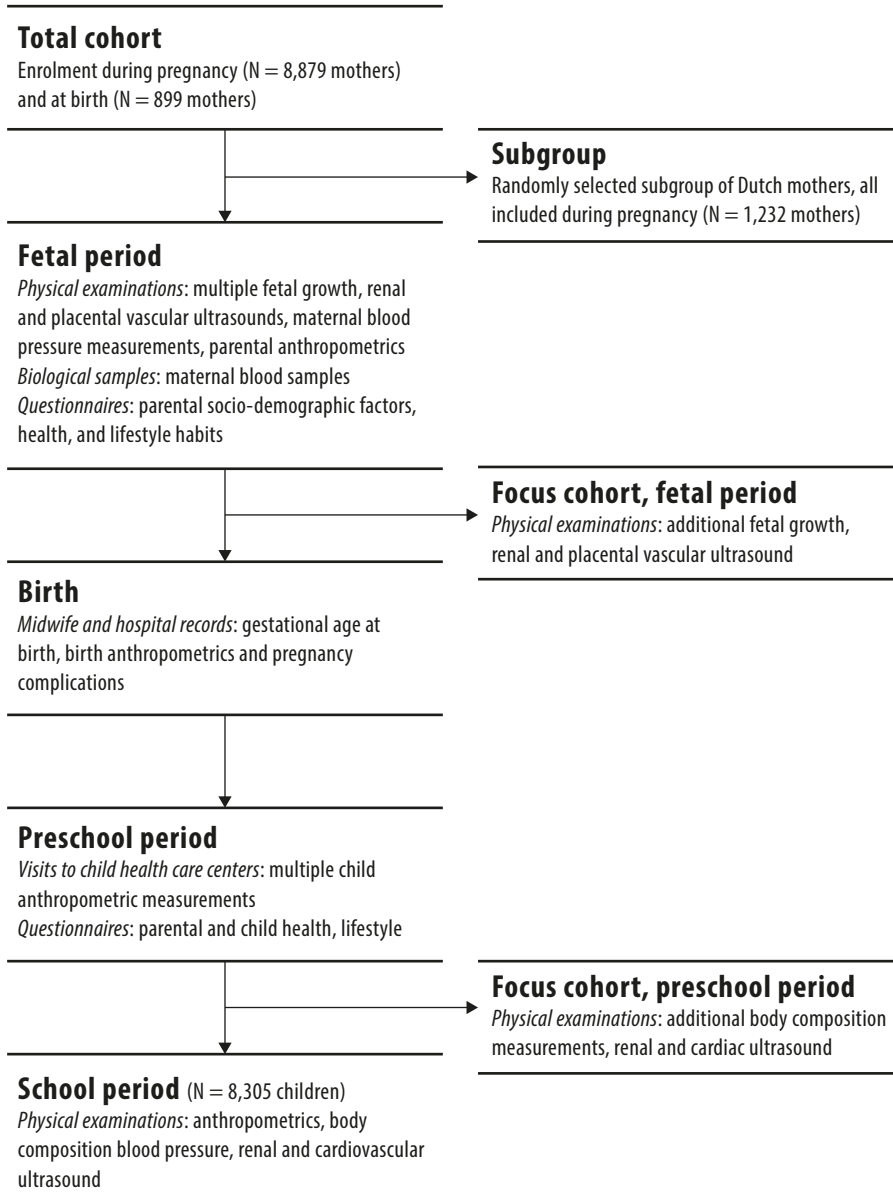 Total cohort
Enrolment during pregnancy (N = 8,879 mothers)
and at birth (N = 899 mothers)
Subgroup
Randomly selected subgroup of Dutch mothers, all
included during pregnancy (N = 1,232 mothers)
Fetal period
Physical examinations: multiple fetal growth, renal
and placental vascular ultrasounds, maternal blood
pressure measurements, parental anthropometrics
Biological samples: maternal blood samples
Questionnaires: parental socio-demographic factors,
health, and lifestyle habits
Focus cohort, fetal period
Physical examinations: additional fetal growth,
renal and placental vascular ultrasound
Birth
Midwife and hospital records: gestational age at
birth, birth anthropometrics and pregnancy
complications
Preschool period
Visits to child health care centers: multiple child
anthropometric measurements
Questionnaires: parental and child health, lifestyle
Focus cohort, preschool period
Physical examinations: additional body composition
measurements, renal and cardiac ultrasound
School period (N = 8,305 children)
Physical examinations: anthropometrics, body
composition blood pressure, renal and cardiovascular
ultrasound